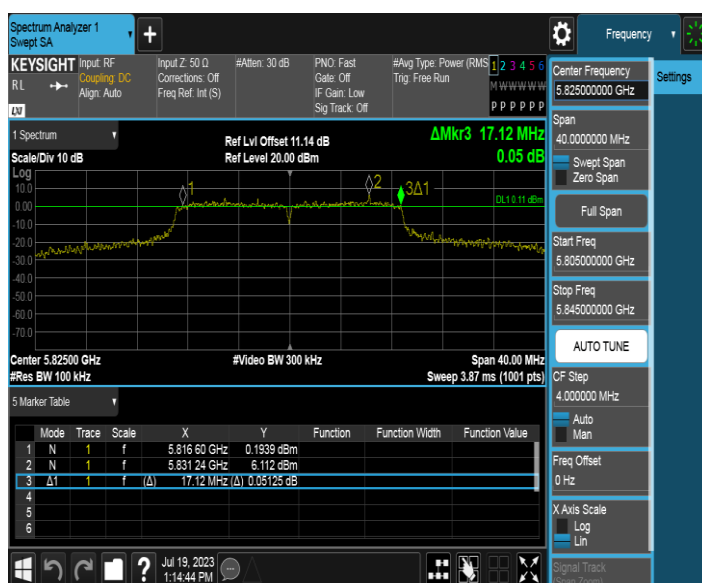 Spectrum Analyzer 1
Swept SA
+
Frequency
KEYSIGHT
RL
LXI
Input: RF
Coupling: DC
Align: Auto
Input Z: 50 Ω
Corrections: Off
Freq Ref: Int (S)
#Atten: 30 dB
PNO: Fast
Gate: Off
IF Gain: Low
Sig Track: Off
#Avg Type: Power (RMS
Trig: Free Run
1 2 3 4 5 6
M W W W W W
P P P P P P
1 Spectrum
Scale/Div 10 dB
Ref Lvl Offset 11.14 dB
Ref Level 20.00 dBm
ΔMkr3 17.12 MHz
0.05 dB
Log
10.0
0.00
-10.0
-20.0
-30.0
-40.0
-50.0
-60.0
-70.0
1
2
3Δ1
DL1 0.11 dBm
Center 5.82500 GHz
#Res BW 100 kHz
#Video BW 300 kHz
Span 40.00 MHz
Sweep 3.87 ms (1001 pts)
5 Marker Table
Mode Trace Scale X Y Function Function Width Function Value
1 N 1 f 5.816 60 GHz 0.1939 dBm
2 N 1 f 5.831 24 GHz 6.112 dBm
3 Δ1 1 f (Δ) 17.12 MHz (Δ) 0.05125 dB
4
5
6
?
Jul 19, 2023
1:14:44 PM
Center Frequency
5.825000000 GHz
Span
40.0000000 MHz
Swept Span
Zero Span
Full Span
Start Freq
5.805000000 GHz
Stop Freq
5.845000000 GHz
AUTO TUNE
CF Step
4.000000 MHz
Auto
Man
Freq Offset
0 Hz
X Axis Scale
Log
Lin
Signal Track
(Span Zoom)
Settings